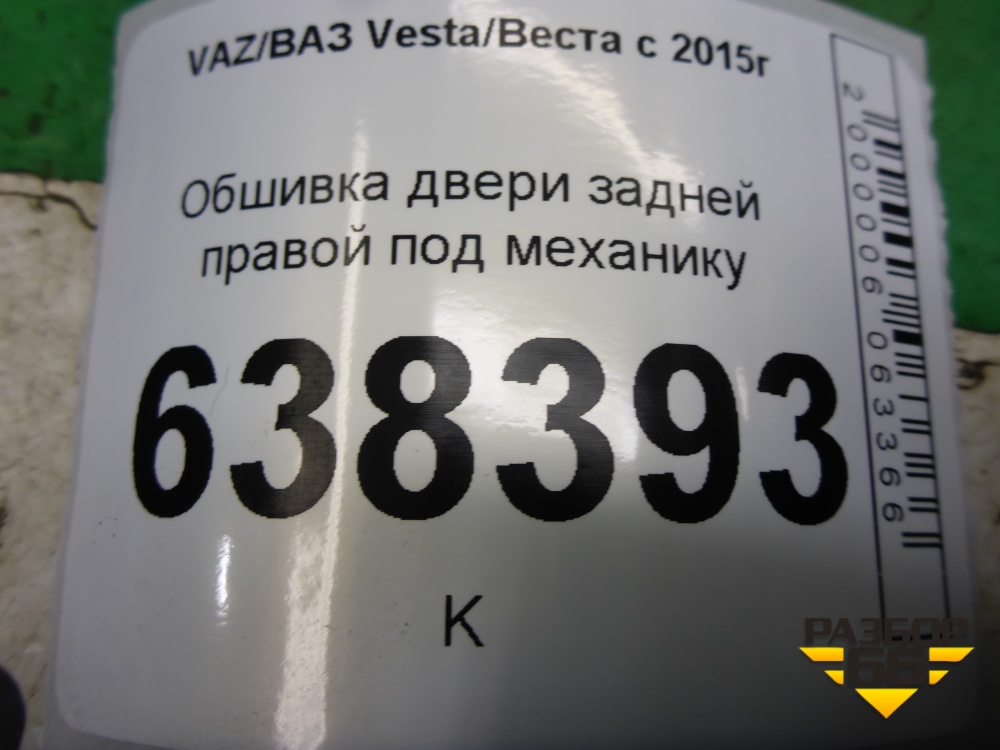 VAZ/ВАЗ Vesta/Веста с 2015г
Обшивка двери задней
правой под механику
638393
К
2000006063366
РАЗБОР
66